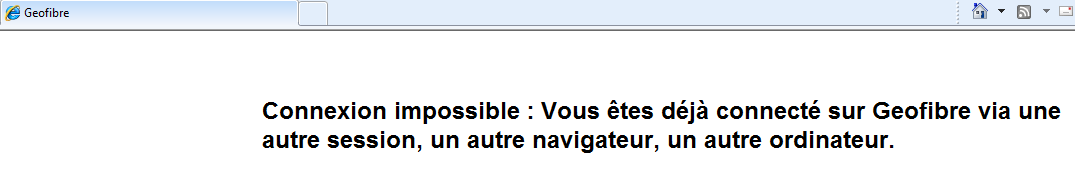 Geofibre
Connexion impossible : Vous êtes déjà connecté sur Geofibre via une
autre session, un autre navigateur, un autre ordinateur.